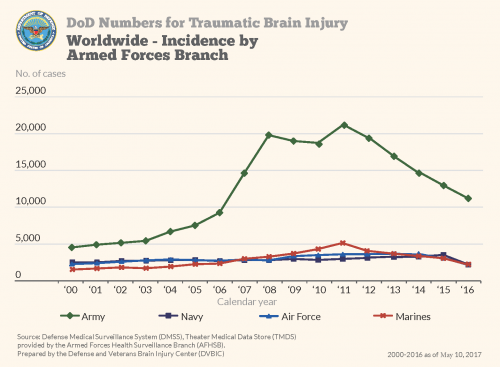 DoD Numbers for Traumatic Brain Injury
Worldwide - Incidence by
Armed Forces Branch
No. of cases
25,000
20,000
15,000
10,000
5,000
0
'00 '01 '02 '03 '04 '05 '06 '07 '08 '09 '10 '11 '12 '13 '14 '15 '16
Calendar year
Army Navy Air Force Marines
Source: Defense Medical Surveillance System (DMSS), Theater Medical Data Store (TMDS)
provided by the Armed Forces Health Surveillance Branch (AFHSB).
Prepared by the Defense and Veterans Brain Injury Center (DVBIC)
2000-2016 as of May 10, 2017